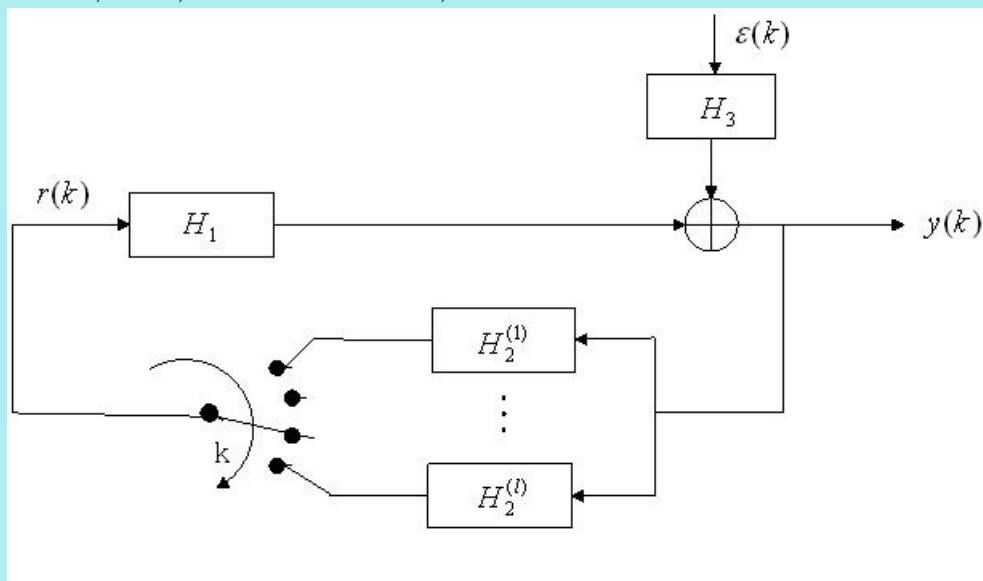 ε(k)
H₃
r(k)
H₁
y(k)
H₂⁽¹⁾
⋮
k
H₂⁽ˡ⁾